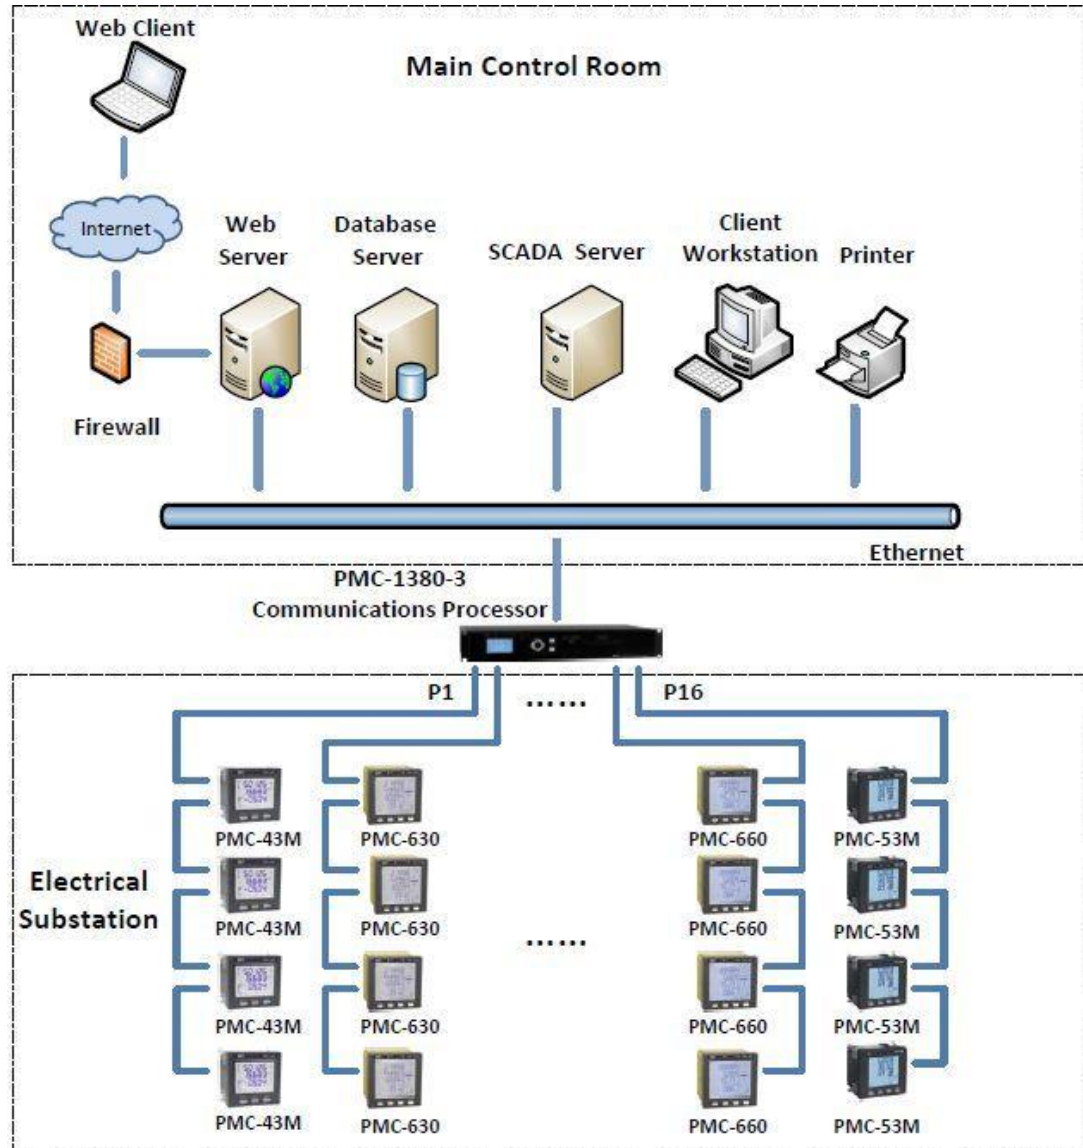 Web Client
Main Control Room
Internet
Web
Server
Database
Server
SCADA Server
Client
Workstation
Printer
Firewall
Ethernet
PMC-1380-3
Communications Processor
P1
......
P16
PMC-43M
PMC-630
PMC-660
PMC-53M
Electrical
Substation
PMC-43M
PMC-630
PMC-660
PMC-53M
......
PMC-43M
PMC-630
PMC-660
PMC-53M
PMC-43M
PMC-630
PMC-660
PMC-53M